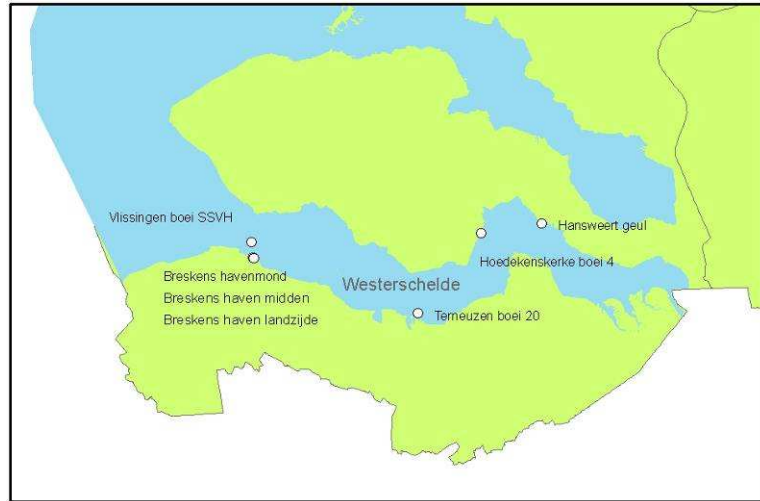 Vlissingen boei SSVH
Hansweert geul
Hoedekenskerke boei 4
Breskens havenmond
Westerschelde
Breskens haven midden
Breskens haven landzijde
Terneuzen boei 20